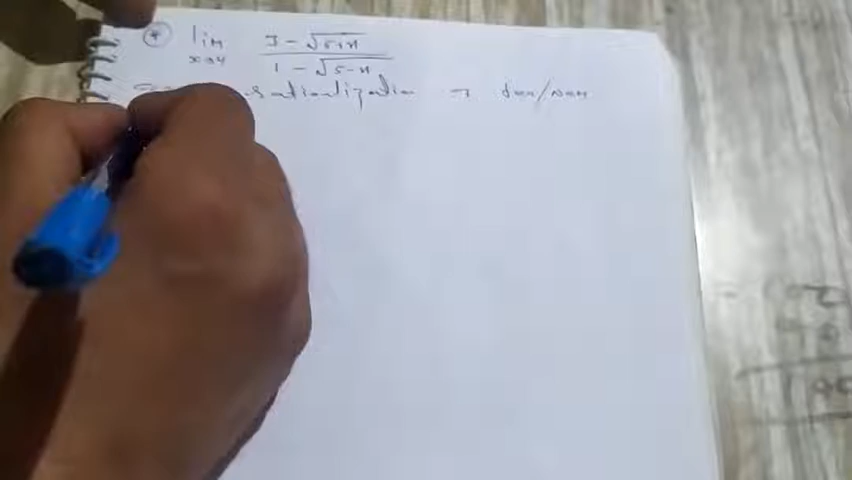 lim 3 - √5+x
x→4 1 - √5-x
rationalization → den/num